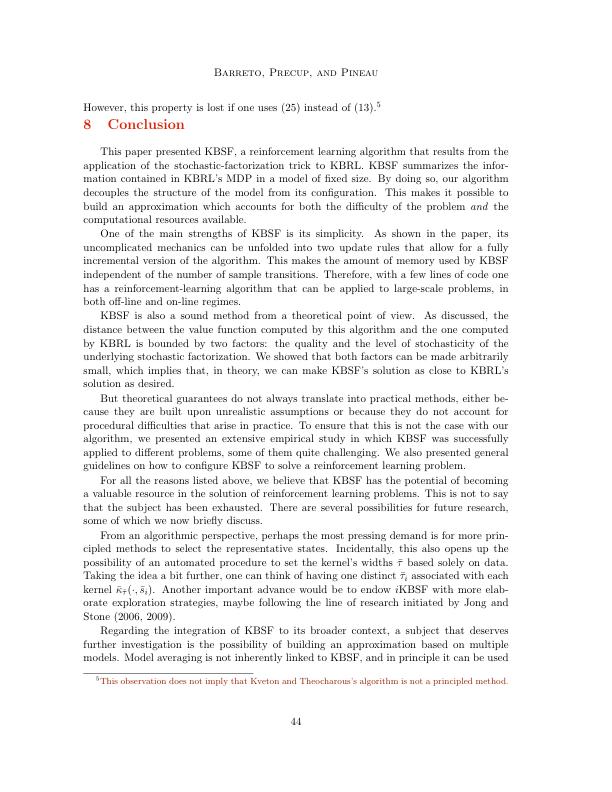 Barreto, Precup, and Pineau
However, this property is lost if one uses (25) instead of (13).⁵
8 Conclusion
This paper presented KBSF, a reinforcement learning algorithm that results from the
application of the stochastic-factorization trick to KBRL. KBSF summarizes the infor-
mation contained in KBRL's MDP in a model of fixed size. By doing so, our algorithm
decouples the structure of the model from its configuration. This makes it possible to
build an approximation which accounts for both the difficulty of the problem and the
computational resources available.
One of the main strengths of KBSF is its simplicity. As shown in the paper, its
uncomplicated mechanics can be unfolded into two update rules that allow for a fully
incremental version of the algorithm. This makes the amount of memory used by KBSF
independent of the number of sample transitions. Therefore, with a few lines of code one
has a reinforcement-learning algorithm that can be applied to large-scale problems, in
both off-line and on-line regimes.
KBSF is also a sound method from a theoretical point of view. As discussed, the
distance between the value function computed by this algorithm and the one computed
by KBRL is bounded by two factors: the quality and the level of stochasticity of the
underlying stochastic factorization. We showed that both factors can be made arbitrarily
small, which implies that, in theory, we can make KBSF's solution as close to KBRL's
solution as desired.
But theoretical guarantees do not always translate into practical methods, either be-
cause they are built upon unrealistic assumptions or because they do not account for
procedural difficulties that arise in practice. To ensure that this is not the case with our
algorithm, we presented an extensive empirical study in which KBSF was successfully
applied to different problems, some of them quite challenging. We also presented general
guidelines on how to configure KBSF to solve a reinforcement learning problem.
For all the reasons listed above, we believe that KBSF has the potential of becoming
a valuable resource in the solution of reinforcement learning problems. This is not to say
that the subject has been exhausted. There are several possibilities for future research,
some of which we now briefly discuss.
From an algorithmic perspective, perhaps the most pressing demand is for more prin-
cipled methods to select the representative states. Incidentally, this also opens up the
possibility of an automated procedure to set the kernel's widths τ̄ based solely on data.
Taking the idea a bit further, one can think of having one distinct τ̄ᵢ associated with each
kernel κ̄_τ̄(·, s̄ᵢ). Another important advance would be to endow iKBSF with more elab-
orate exploration strategies, maybe following the line of research initiated by Jong and
Stone (2006, 2009).
Regarding the integration of KBSF to its broader context, a subject that deserves
further investigation is the possibility of building an approximation based on multiple
models. Model averaging is not inherently linked to KBSF, and in principle it can be used
⁵This observation does not imply that Kveton and Theocharous's algorithm is not a principled method.
44